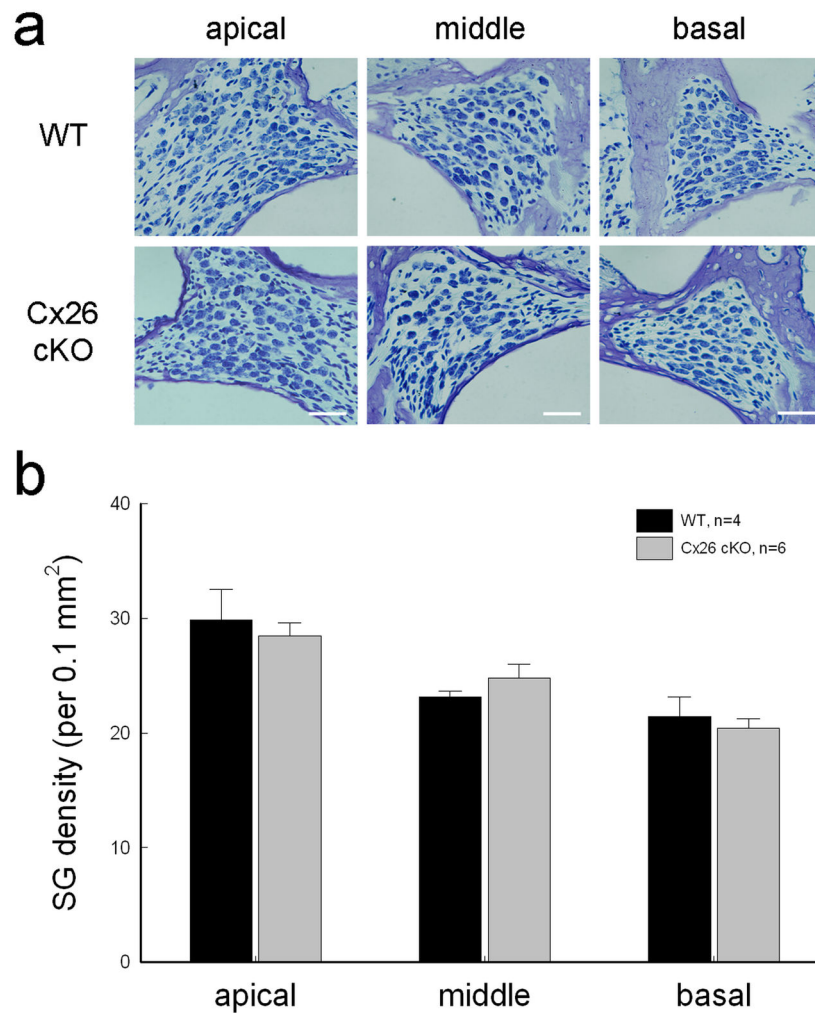 a
apical middle basal
WT
Cx26
cKO
b
40
30
20
10
0
SG density (per 0.1 mm²)
WT, n=4
Cx26 cKO, n=6
apical middle basal